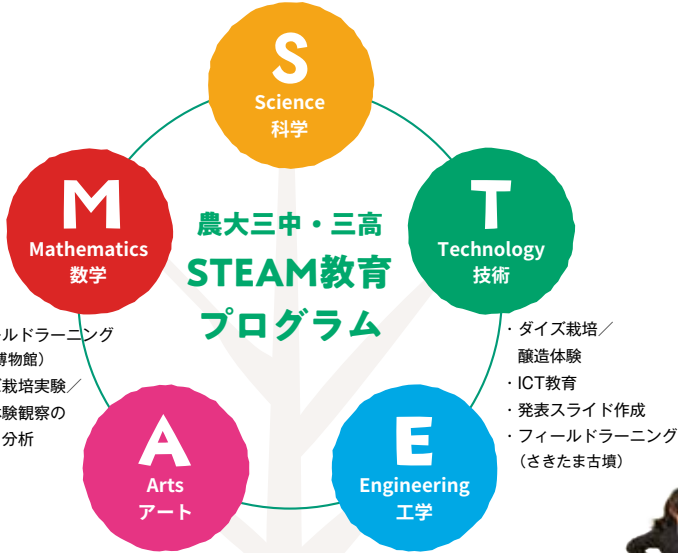 S
Science
科学
M
Mathematics
数学
農大三中・三高
STEAM教育
プログラム
T
Technology
技術
ルドラーニング
博物館）
栽培実験／
験観察の
分析
・ダイズ栽培／
醸造体験
・ICT教育
・発表スライド作成
・フィールドラーニング
（さきたま古墳）
A
Arts
アート
E
Engineering
工学